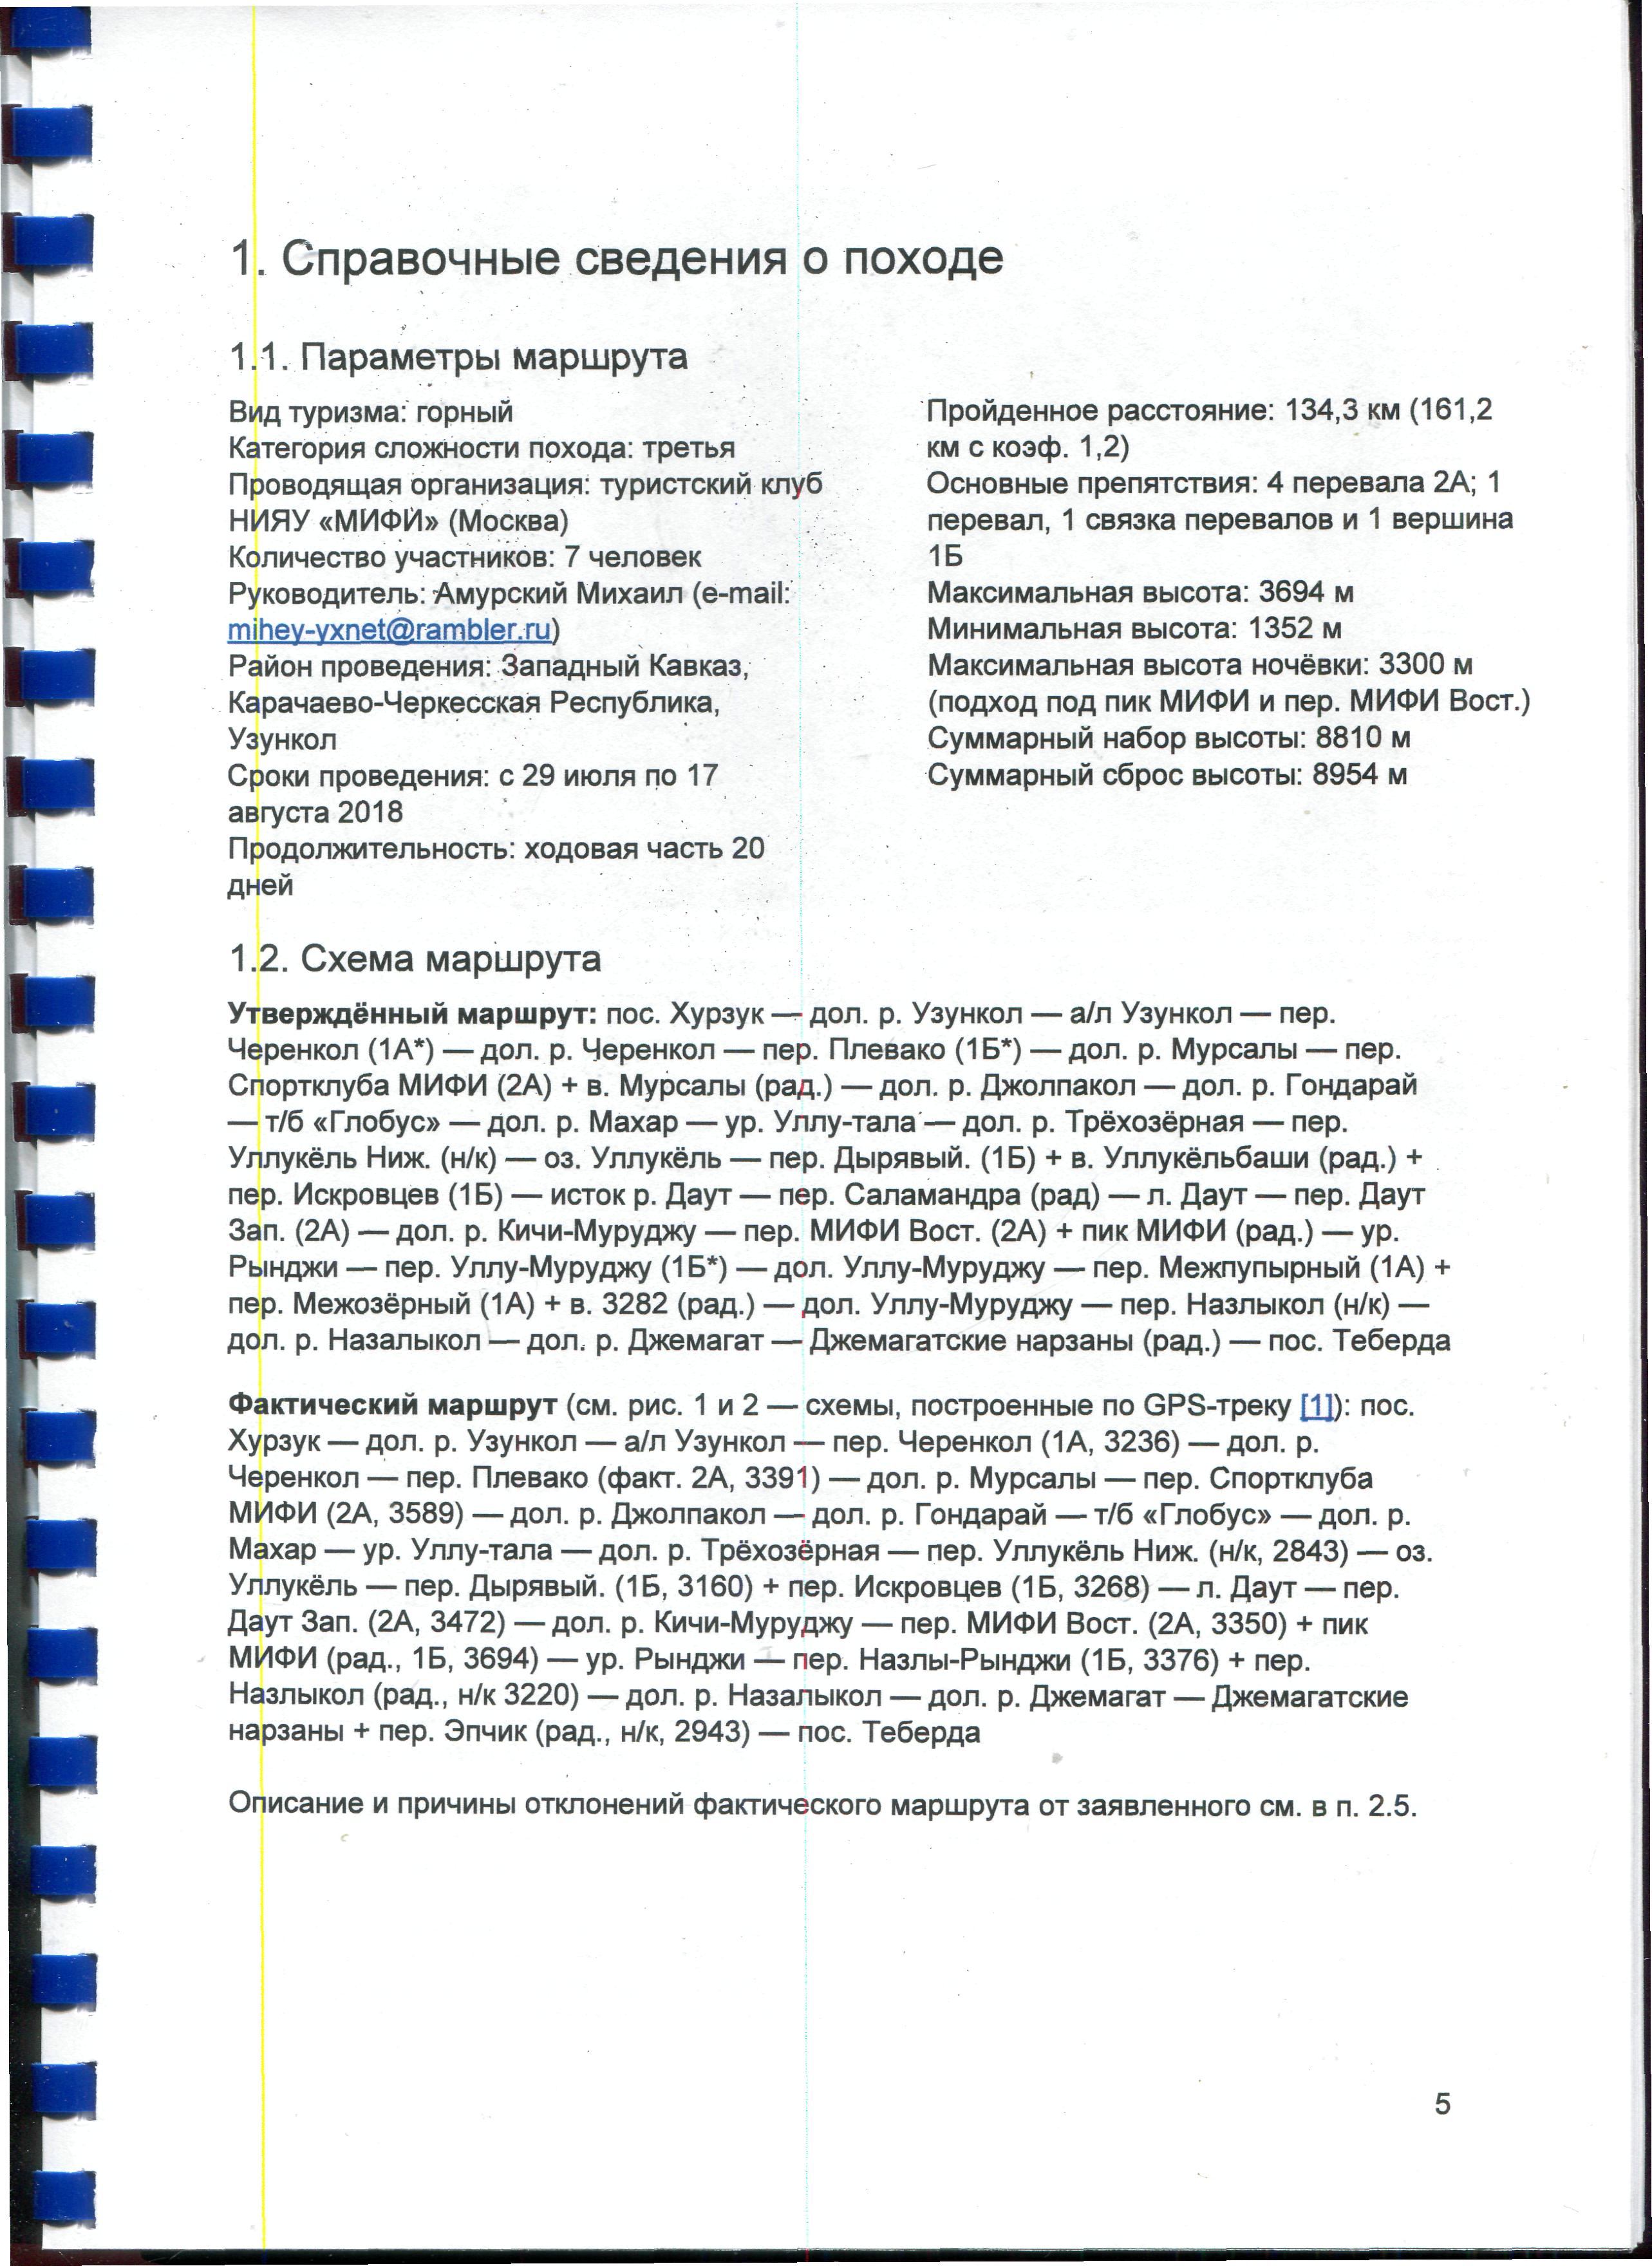 1. Справочные сведения о походе
1.1. Параметры маршрута
Вид туризма: горный
Категория сложности похода: третья
Проводящая организация: туристский клуб
НИЯУ «МИФИ» (Москва)
Количество участников: 7 человек
Руководитель: Амурский Михаил (e-mail:
mihey-yxnet@rambler.ru)
Район проведения: Западный Кавказ,
Карачаево-Черкесская Республика,
Узункол
Сроки проведения: с 29 июля по 17
августа 2018
Продолжительность: ходовая часть 20
дней
Пройденное расстояние: 134,3 км (161,2
км с коэф. 1,2)
Основные препятствия: 4 перевала 2А; 1
перевал, 1 связка перевалов и 1 вершина
1Б
Максимальная высота: 3694 м
Минимальная высота: 1352 м
Максимальная высота ночёвки: 3300 м
(подход под пик МИФИ и пер. МИФИ Вост.)
Суммарный набор высоты: 8810 м
Суммарный сброс высоты: 8954 м
1.2. Схема маршрута
Утверждённый маршрут: пос. Хурзук — дол. р. Узункол — а/л Узункол — пер.
Черенкол (1А*) — дол. р. Черенкол — пер. Плевако (1Б*) — дол. р. Мурсалы — пер.
Спортклуба МИФИ (2А) + в. Мурсалы (рад.) — дол. р. Джолпакол — дол. р. Гондарай
— т/б «Глобус» — дол. р. Махар — ур. Уллу-тала — дол. р. Трёхозёрная — пер.
Уллукёль Ниж. (н/к) — оз. Уллукёль — пер. Дырявый. (1Б) + в. Уллукёльбаши (рад.) +
пер. Искровцев (1Б) — исток р. Даут — пер. Саламандра (рад) — л. Даут — пер. Даут
Зап. (2А) — дол. р. Кичи-Муруджу — пер. МИФИ Вост. (2А) + пик МИФИ (рад.) — ур.
Рынджи — пер. Уллу-Муруджу (1Б*) — дол. Уллу-Муруджу — пер. Межпупырный (1А) +
пер. Межозёрный (1А) + в. 3282 (рад.) — дол. Уллу-Муруджу — пер. Назлыкол (н/к) —
дол. р. Назалыкол — дол. р. Джемагат — Джемагатские нарзаны (рад.) — пос. Теберда
Фактический маршрут (см. рис. 1 и 2 — схемы, построенные по GPS-треку [1]): пос.
Хурзук — дол. р. Узункол — а/л Узункол — пер. Черенкол (1А, 3236) — дол. р.
Черенкол — пер. Плевако (факт. 2А, 3391) — дол. р. Мурсалы — пер. Спортклуба
МИФИ (2А, 3589) — дол. р. Джолпакол — дол. р. Гондарай — т/б «Глобус» — дол. р.
Махар — ур. Уллу-тала — дол. р. Трёхозёрная — пер. Уллукёль Ниж. (н/к, 2843) — оз.
Уллукёль — пер. Дырявый. (1Б, 3160) + пер. Искровцев (1Б, 3268) — л. Даут — пер.
Даут Зап. (2А, 3472) — дол. р. Кичи-Муруджу — пер. МИФИ Вост. (2А, 3350) + пик
МИФИ (рад., 1Б, 3694) — ур. Рынджи — пер. Назлы-Рынджи (1Б, 3376) + пер.
Назлыкол (рад., н/к 3220) — дол. р. Назалыкол — дол. р. Джемагат — Джемагатские
нарзаны + пер. Эпчик (рад., н/к, 2943) — пос. Теберда
Описание и причины отклонений фактического маршрута от заявленного см. в п. 2.5.
5